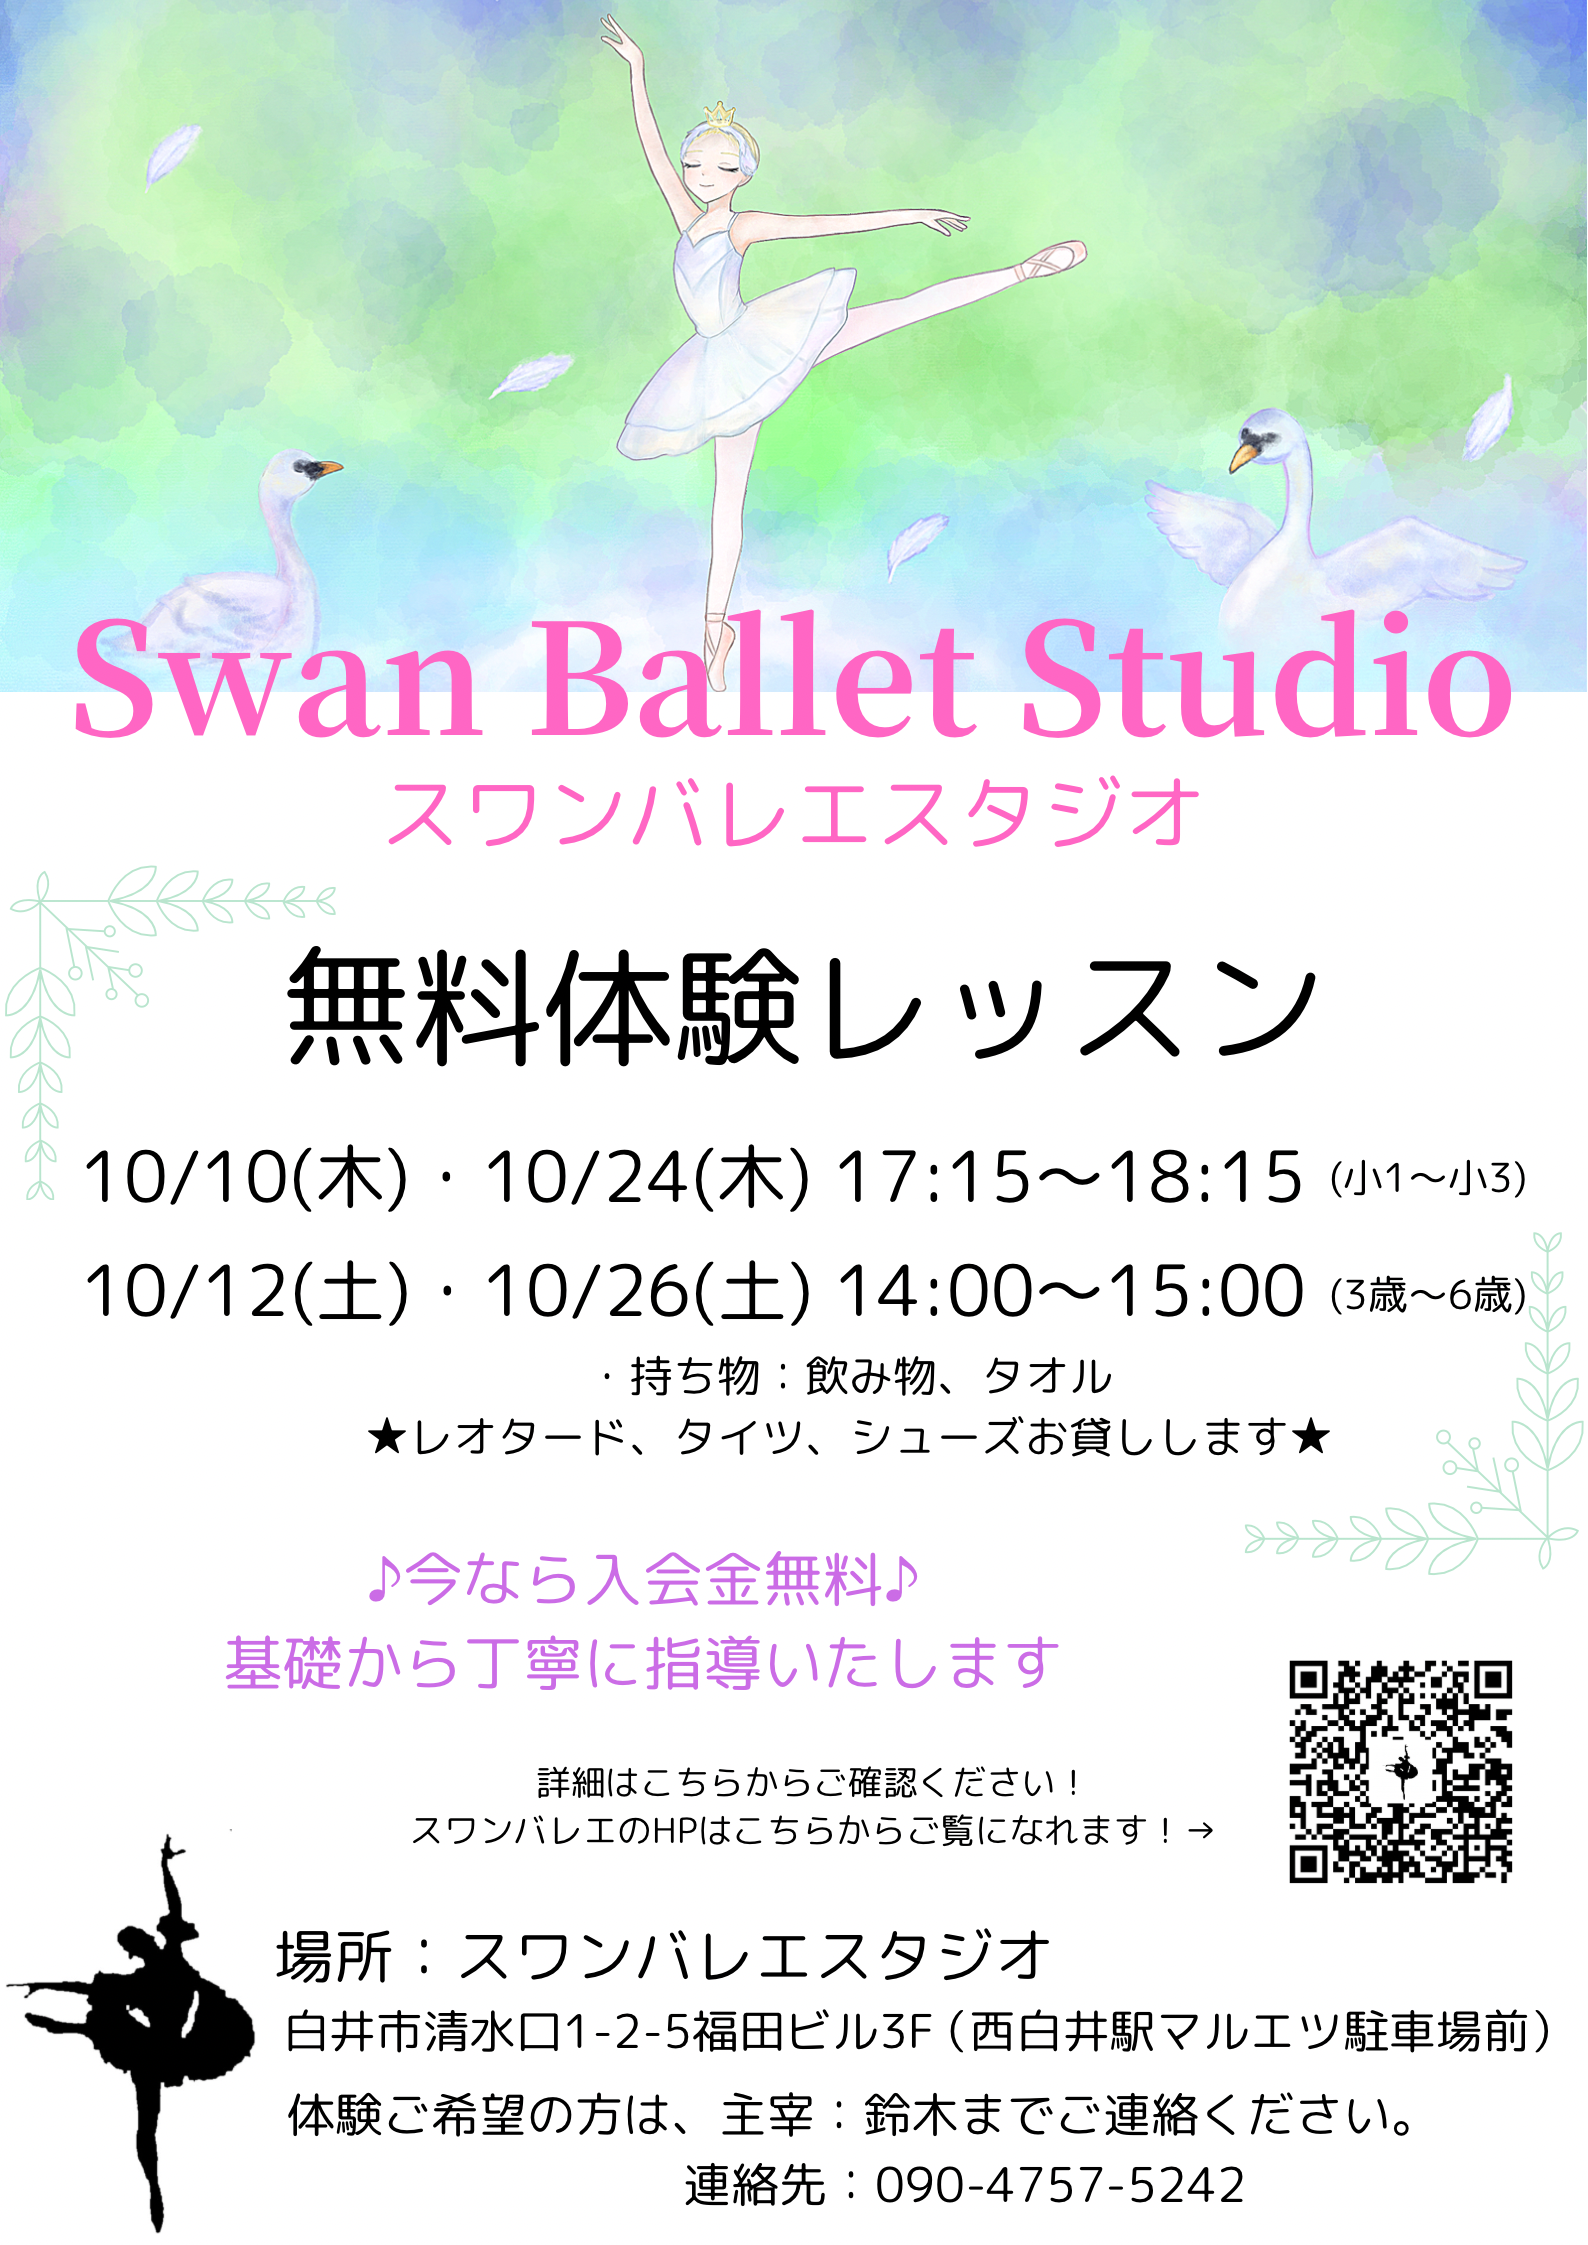 Swan Ballet Studio
スワンバレエスタジオ
無料体験レッスン
10/10(木)・10/24(木) 17:15～18:15 (小1～小3)
10/12(土)・10/26(土) 14:00～15:00 (3歳～6歳)
・持ち物：飲み物、タオル
★レオタード、タイツ、シューズお貸しします★
♪今なら入会金無料♪
基礎から丁寧に指導いたします
詳細はこちらからご確認ください！
スワンバレエのHPはこちらからご覧になれます！→
場所：スワンバレエスタジオ
白井市清水口1-2-5福田ビル3F（西白井駅マルエツ駐車場前）
体験ご希望の方は、主宰：鈴木までご連絡ください。
連絡先：090-4757-5242